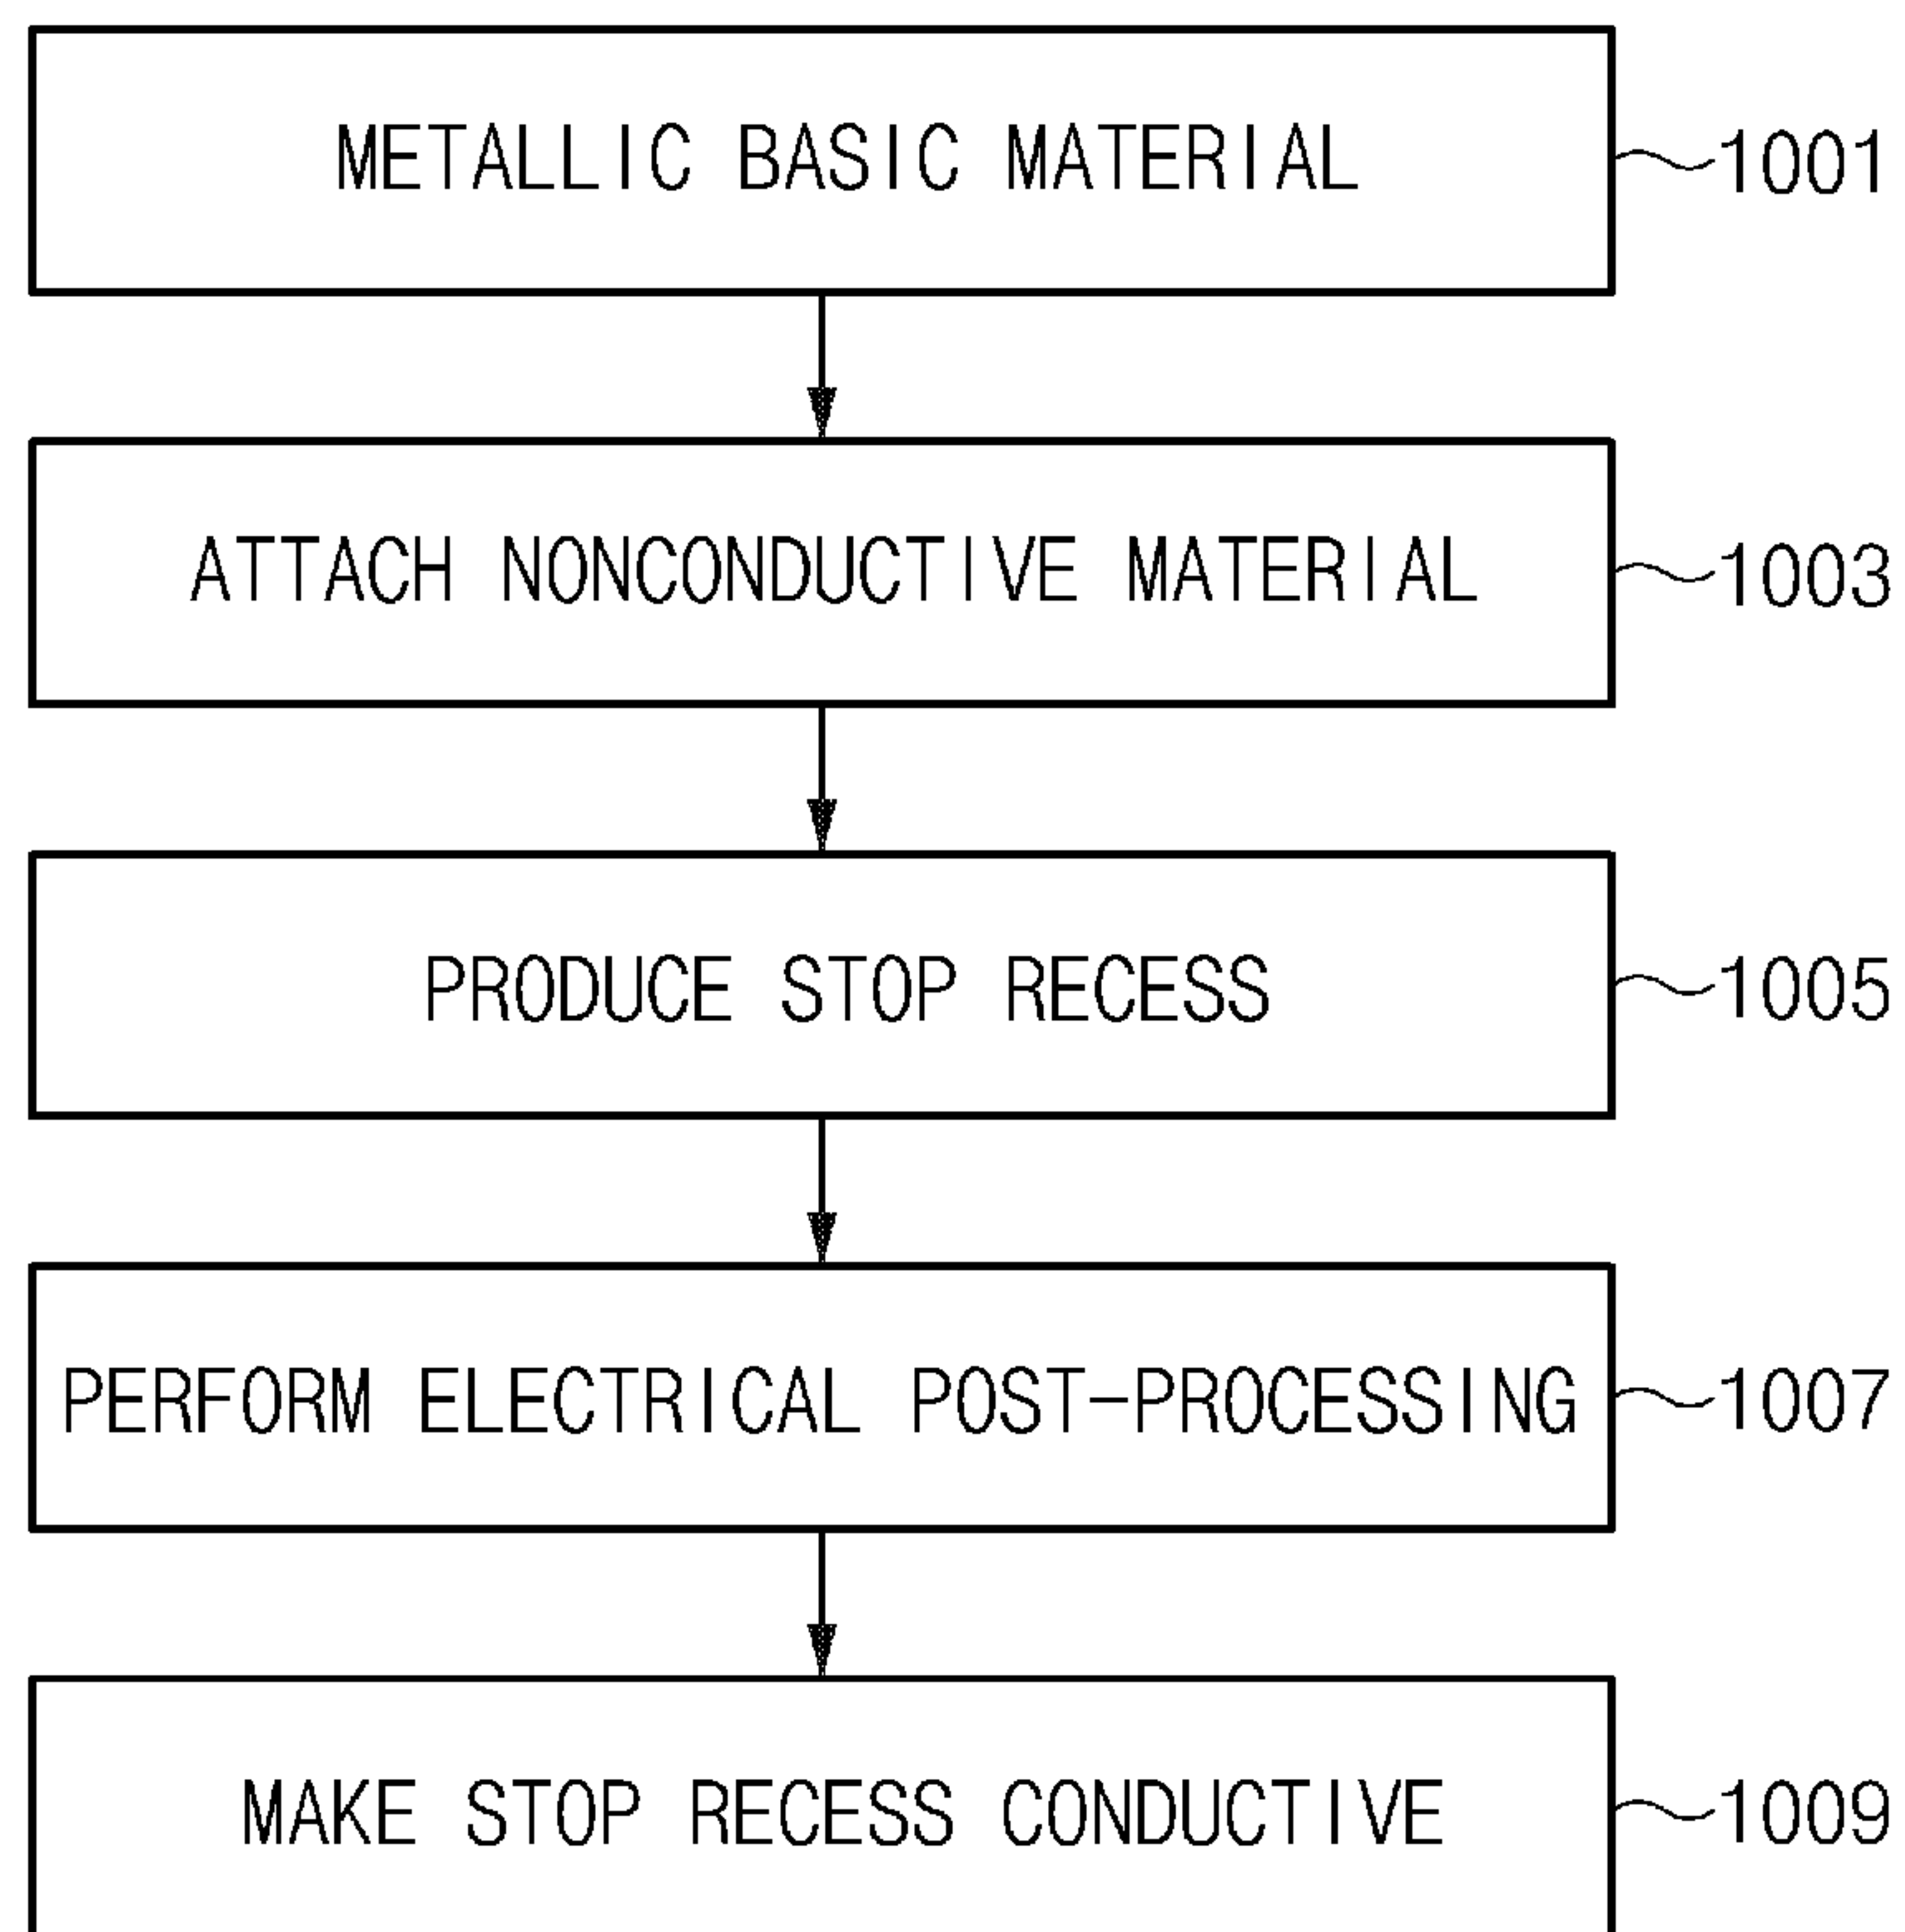 METALLIC BASIC MATERIAL 1001
ATTACH NONCONDUCTIVE MATERIAL 1003
PRODUCE STOP RECESS 1005
PERFORM ELECTRICAL POST-PROCESSING 1007
MAKE STOP RECESS CONDUCTIVE 1009